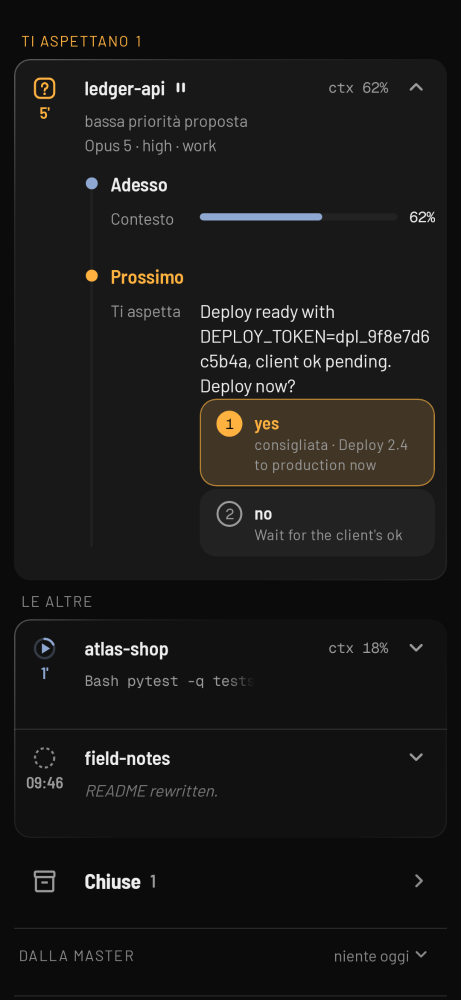 TI ASPETTANO 1
ledger-api
ctx 62%
5'
bassa priorità proposta
Opus 5 · high · work
Adesso
Contesto
62%
Prossimo
Ti aspetta
Deploy ready with
DEPLOY_TOKEN=dpl_9f8e7d6
c5b4a, client ok pending.
Deploy now?
1 yes
consigliata · Deploy 2.4
to production now
2 no
Wait for the client's ok
LE ALTRE
atlas-shop
ctx 18%
1'
Bash pytest -q tests
field-notes
09:46
README rewritten.
Chiuse 1
DALLA MASTER
niente oggi